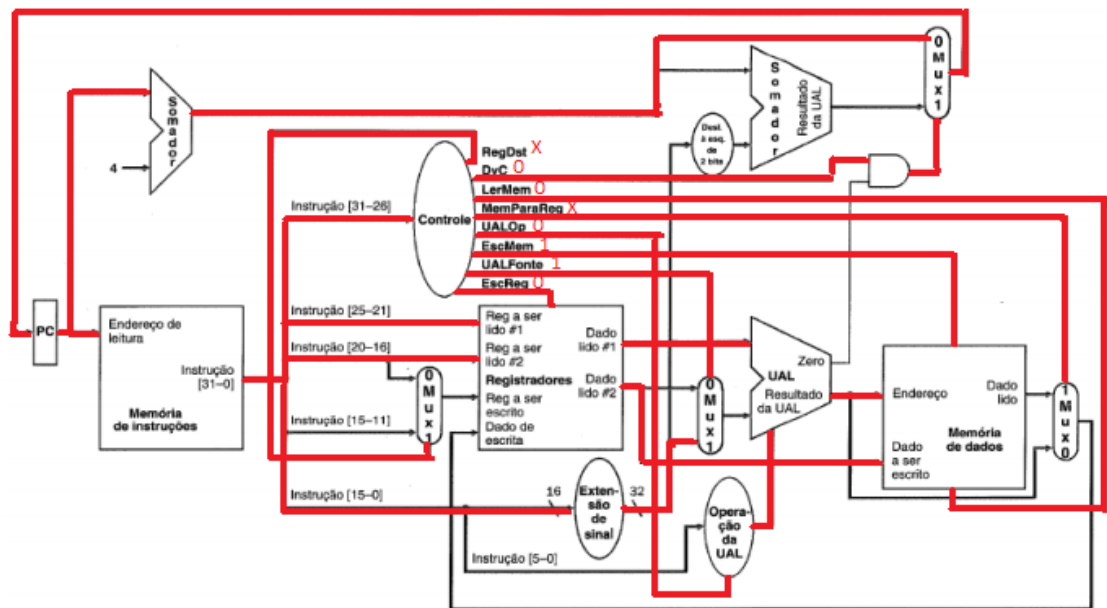 0
M
u
x
1
S
o
m
a
d
o
r
Resultado
da UAL
Somador
4
Desl.
à esq.
de
2 bits
RegDst X
DvC 0
LerMem 0
MemParaReg X
UALOp 0
EscMem 1
UALFonte 1
EscReg 0
Controle
Instrução [31–26]
PC
Endereço de
leitura
Instrução
[31–0]
Memória
de instruções
Instrução [25–21]
Instrução [20–16]
Instrução [15–11]
Instrução [15–0]
Instrução [5–0]
0
M
u
x
1
Reg a ser
lido #1
Reg a ser
lido #2
Registradores
Reg a ser
escrito
Dado de
escrita
Dado
lido #1
Dado
lido #2
16
Exten-
são de
sinal
32
0
M
u
x
1
Zero
UAL
Resultado
da UAL
Opera-
ção da
UAL
Endereço
Dado
lido
Memória
de dados
Dado
a ser
escrito
1
M
u
x
0